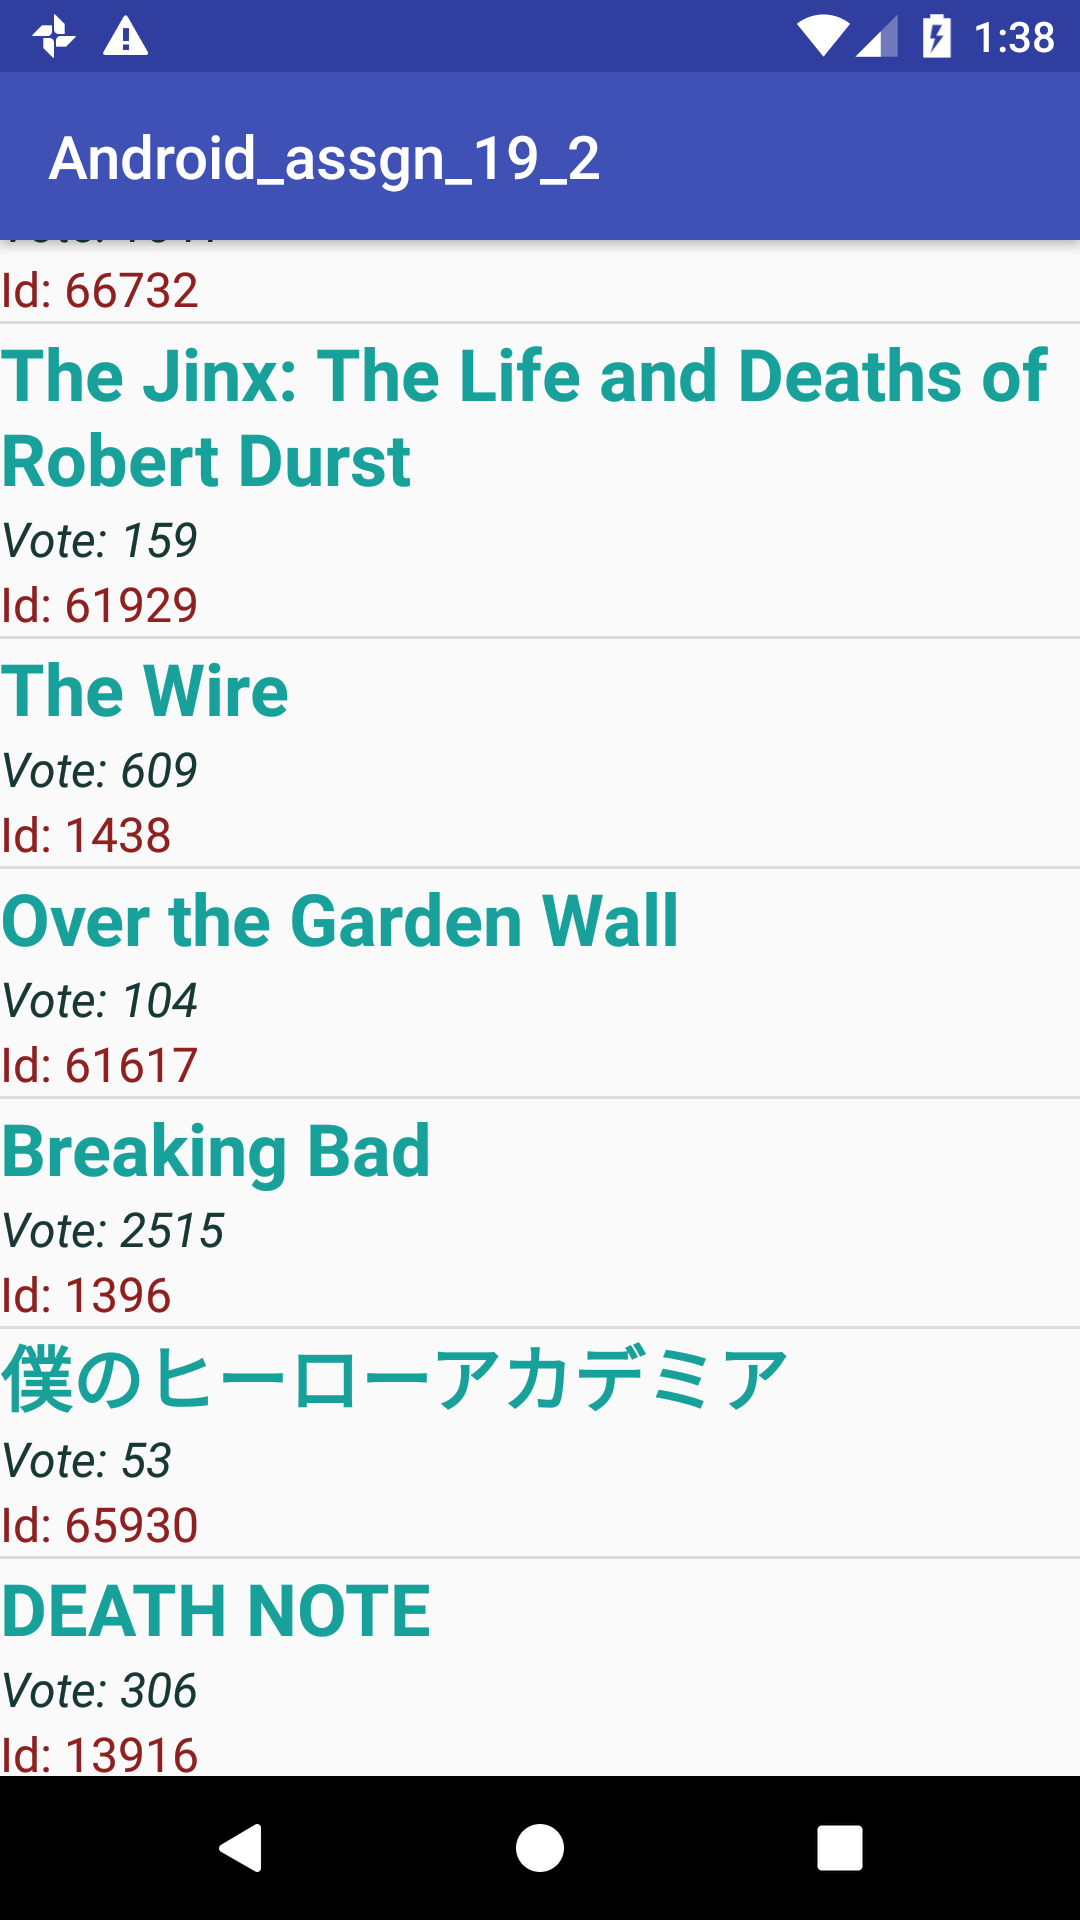 1:38
Android_assgn_19_2
Id: 66732
The Jinx: The Life and Deaths of
Robert Durst
Vote: 159
Id: 61929
The Wire
Vote: 609
Id: 1438
Over the Garden Wall
Vote: 104
Id: 61617
Breaking Bad
Vote: 2515
Id: 1396
僕のヒーローアカデミア
Vote: 53
Id: 65930
DEATH NOTE
Vote: 306
Id: 13916